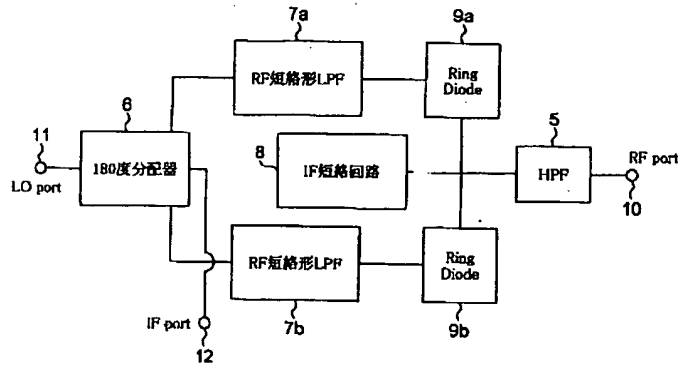 7a
9a
RF短絡形LPF
Ring
Diode
6
5
11
180度分配器
8
IF短絡回路
HPF
RF port
LO port
10
RF短絡形LPF
Ring
Diode
IF port
7b
9b
12